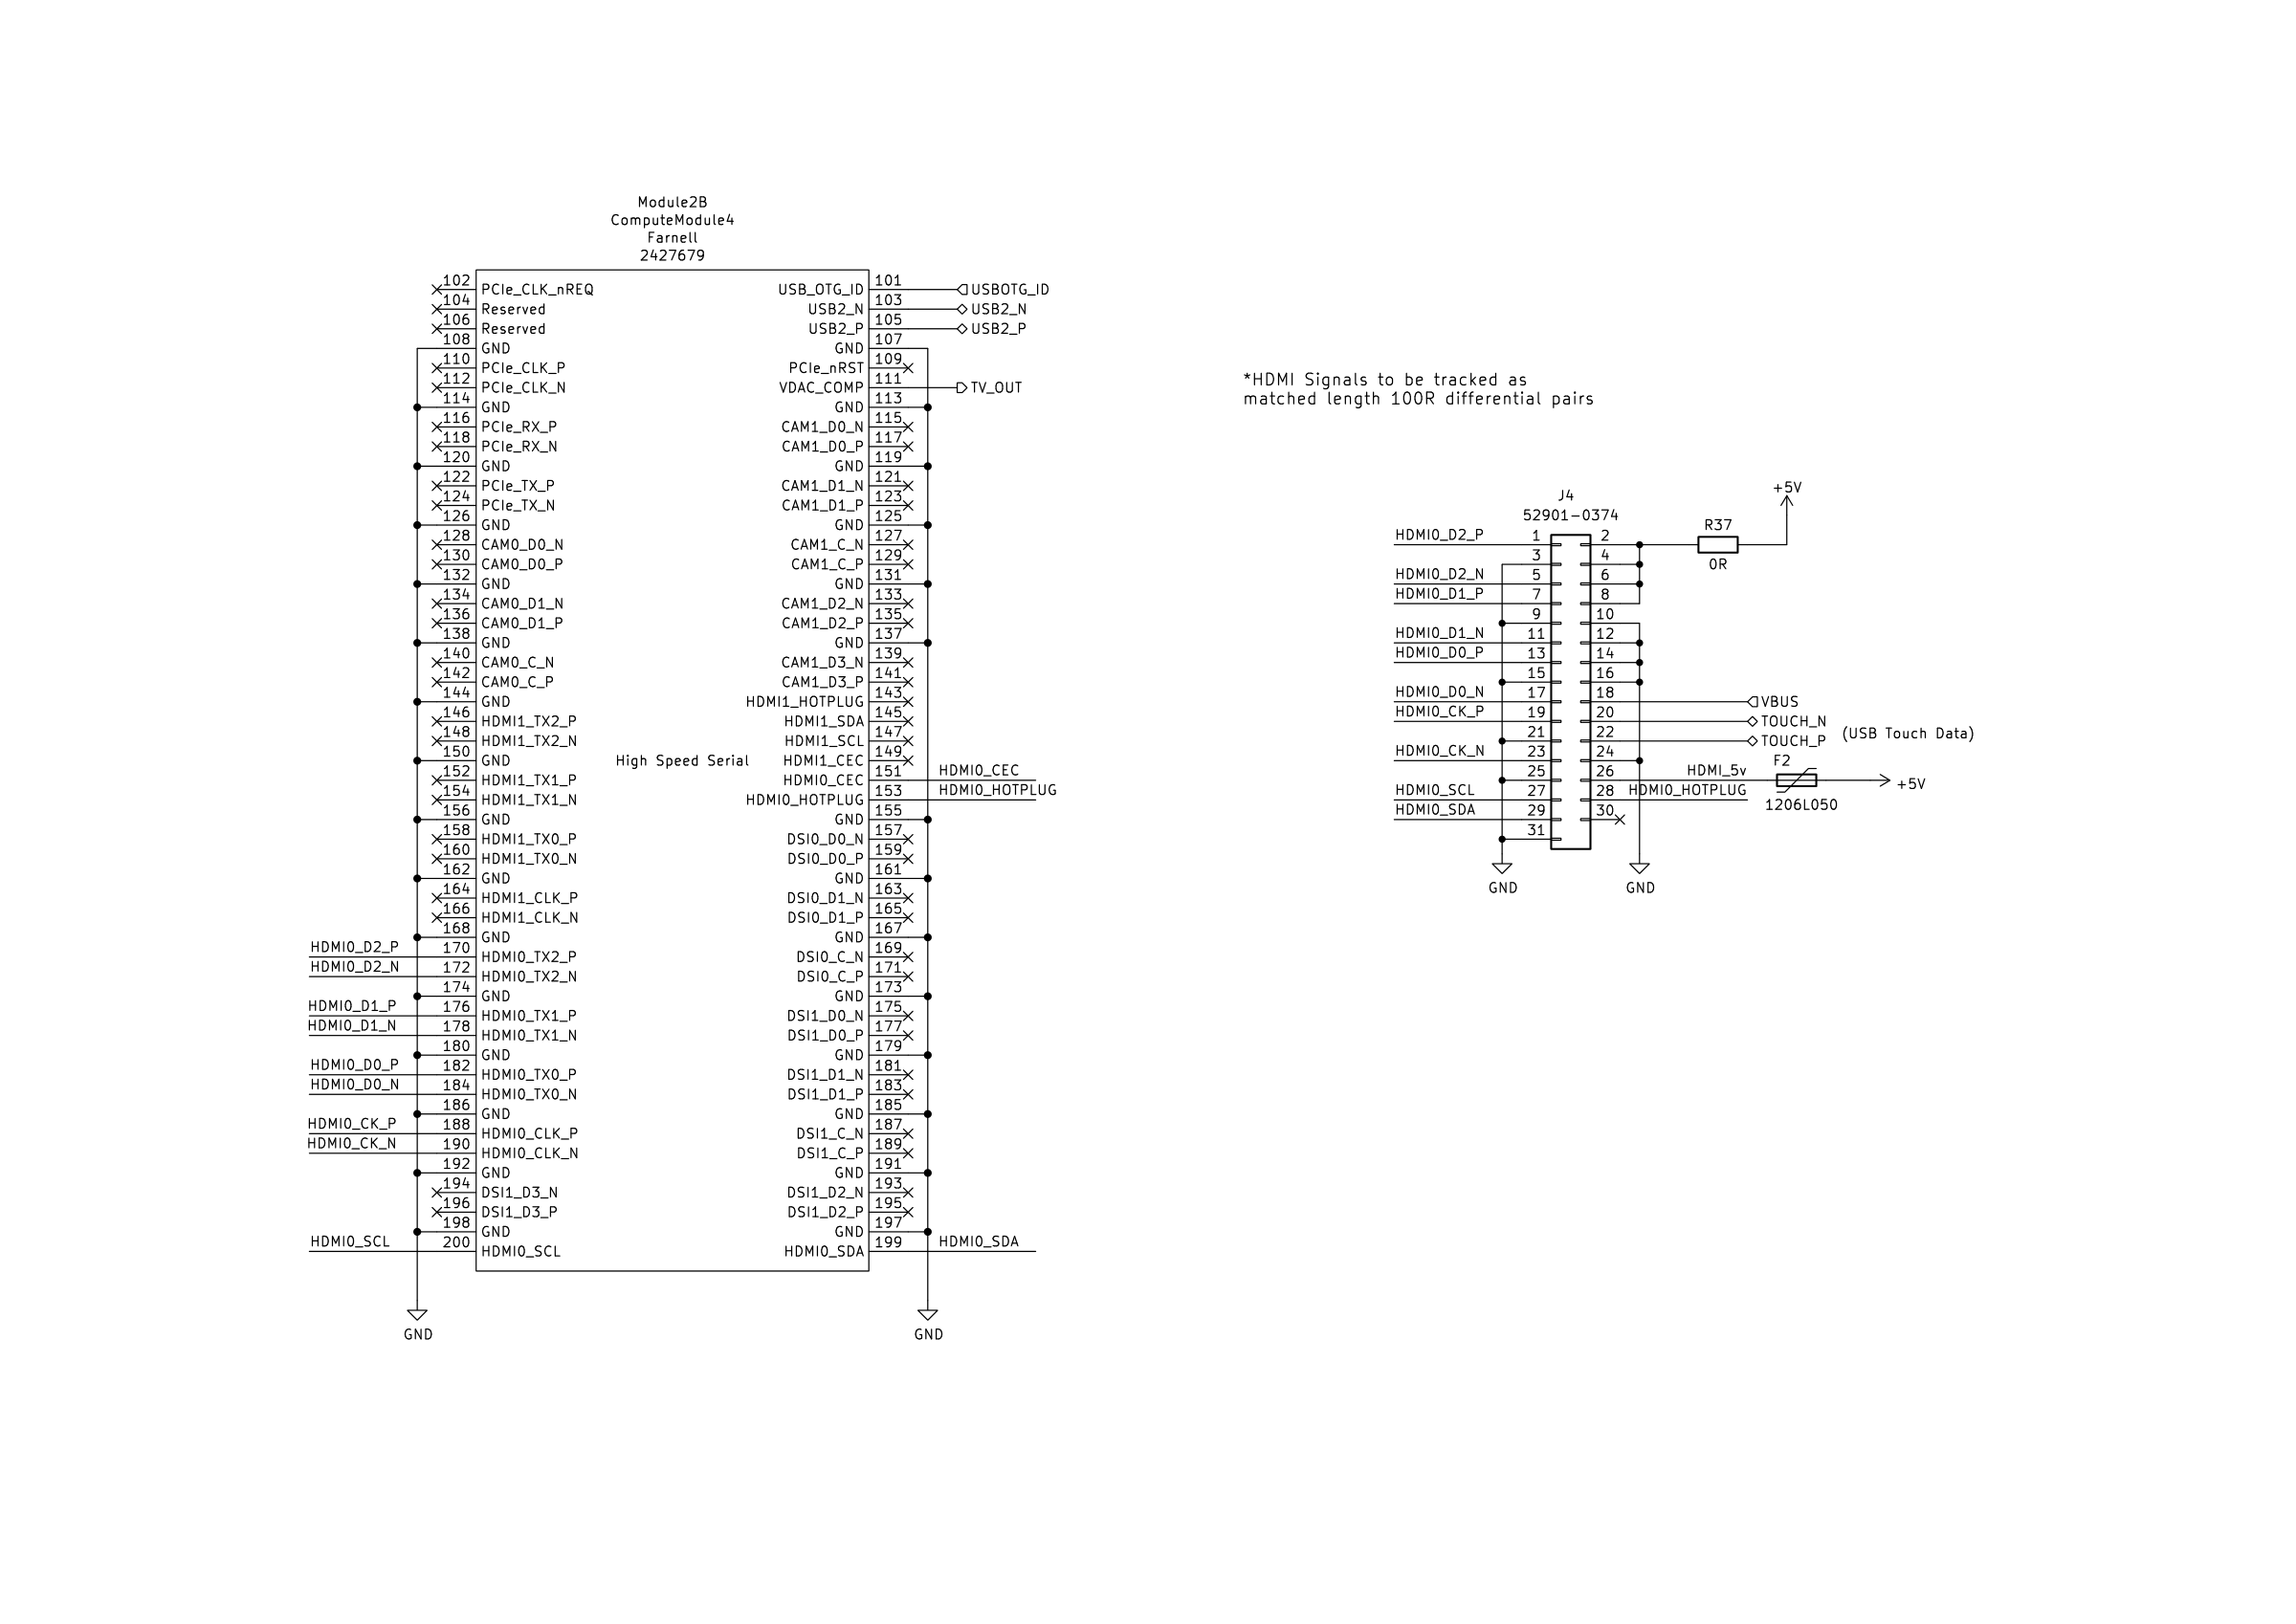 Module2B
ComputeModule4
Farnell
2427679
102 PCIe_CLK_nREQ USB_OTG_ID 101 USBOTG_ID
104 Reserved USB2_N 103 USB2_N
106 Reserved USB2_P 105 USB2_P
108 GND GND 107
110 PCIe_CLK_P PCIe_nRST 109
112 PCIe_CLK_N VDAC_COMP 111 TV_OUT
114 GND GND 113
116 PCIe_RX_P CAM1_D0_N 115
118 PCIe_RX_N CAM1_D0_P 117
120 GND GND 119
122 PCIe_TX_P CAM1_D1_N 121
124 PCIe_TX_N CAM1_D1_P 123
126 GND GND 125
128 CAM0_D0_N CAM1_C_N 127
130 CAM0_D0_P CAM1_C_P 129
132 GND GND 131
134 CAM0_D1_N CAM1_D2_N 133
136 CAM0_D1_P CAM1_D2_P 135
138 GND GND 137
140 CAM0_C_N CAM1_D3_N 139
142 CAM0_C_P CAM1_D3_P 141
144 GND HDMI1_HOTPLUG 143
146 HDMI1_TX2_P HDMI1_SDA 145
148 HDMI1_TX2_N HDMI1_SCL 147
150 GND High Speed Serial HDMI1_CEC 149
152 HDMI1_TX1_P HDMI0_CEC 151 HDMI0_CEC
154 HDMI1_TX1_N HDMI0_HOTPLUG 153 HDMI0_HOTPLUG
156 GND GND 155
158 HDMI1_TX0_P DSI0_D0_N 157
160 HDMI1_TX0_N DSI0_D0_P 159
162 GND GND 161
164 HDMI1_CLK_P DSI0_D1_N 163
166 HDMI1_CLK_N DSI0_D1_P 165
168 GND GND 167
HDMI0_D2_P 170 HDMI0_TX2_P DSI0_C_N 169
HDMI0_D2_N 172 HDMI0_TX2_N DSI0_C_P 171
174 GND GND 173
HDMI0_D1_P 176 HDMI0_TX1_P DSI1_D0_N 175
HDMI0_D1_N 178 HDMI0_TX1_N DSI1_D0_P 177
180 GND GND 179
HDMI0_D0_P 182 HDMI0_TX0_P DSI1_D1_N 181
HDMI0_D0_N 184 HDMI0_TX0_N DSI1_D1_P 183
186 GND GND 185
HDMI0_CK_P 188 HDMI0_CLK_P DSI1_C_N 187
HDMI0_CK_N 190 HDMI0_CLK_N DSI1_C_P 189
192 GND GND 191
194 DSI1_D3_N DSI1_D2_N 193
196 DSI1_D3_P DSI1_D2_P 195
198 GND GND 197
HDMI0_SCL 200 HDMI0_SCL HDMI0_SDA 199 HDMI0_SDA
GND GND
*HDMI Signals to be tracked as
matched length 100R differential pairs
+5V
J4
52901-0374
R37
0R
HDMI0_D2_P 1 2
3 4
HDMI0_D2_N 5 6
HDMI0_D1_P 7 8
9 10
HDMI0_D1_N 11 12
HDMI0_D0_P 13 14
15 16
HDMI0_D0_N 17 18 VBUS
HDMI0_CK_P 19 20 TOUCH_N
21 22 TOUCH_P (USB Touch Data)
HDMI0_CK_N 23 24
F2
25 26 HDMI_5v +5V
HDMI0_SCL 27 28 HDMI0_HOTPLUG
1206L050
HDMI0_SDA 29 30
31
GND GND